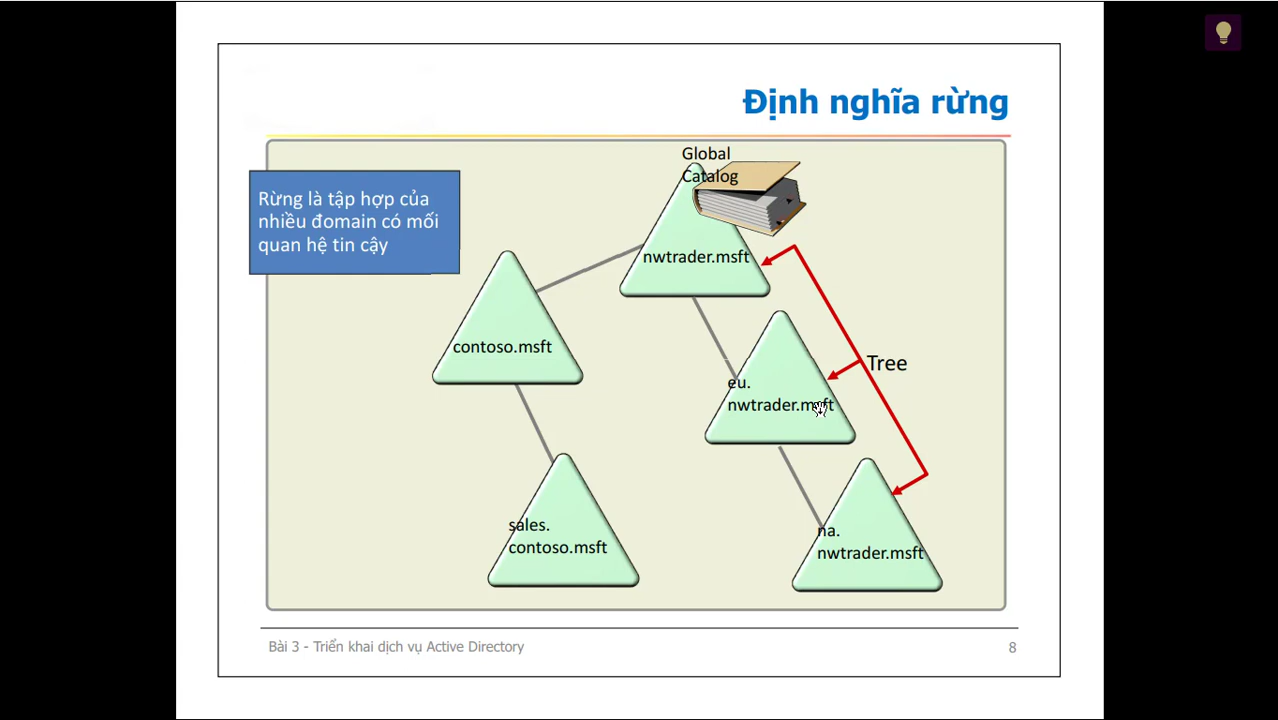 Định nghĩa rừng
Rừng là tập hợp của
nhiều đomain có mối
quan hệ tin cậy
Global
Catalog
nwtrader.msft
contoso.msft
Tree
eu.
nwtrader.msft
sales.
contoso.msft
na.
nwtrader.msft
Bài 3 - Triển khai dịch vụ Active Directory
8